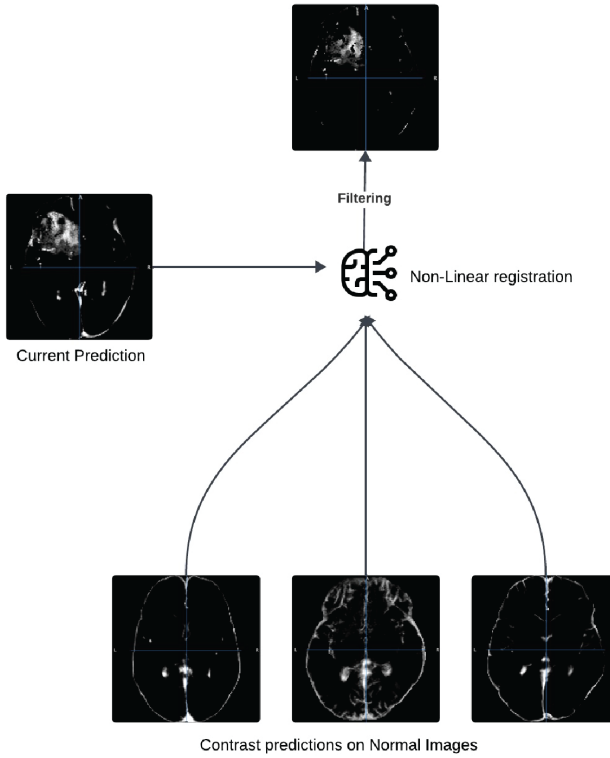 A
L
R
Filtering
A
L
R
Non-Linear registration
Current Prediction
L
R
L
R
L
Contrast predictions on Normal Images